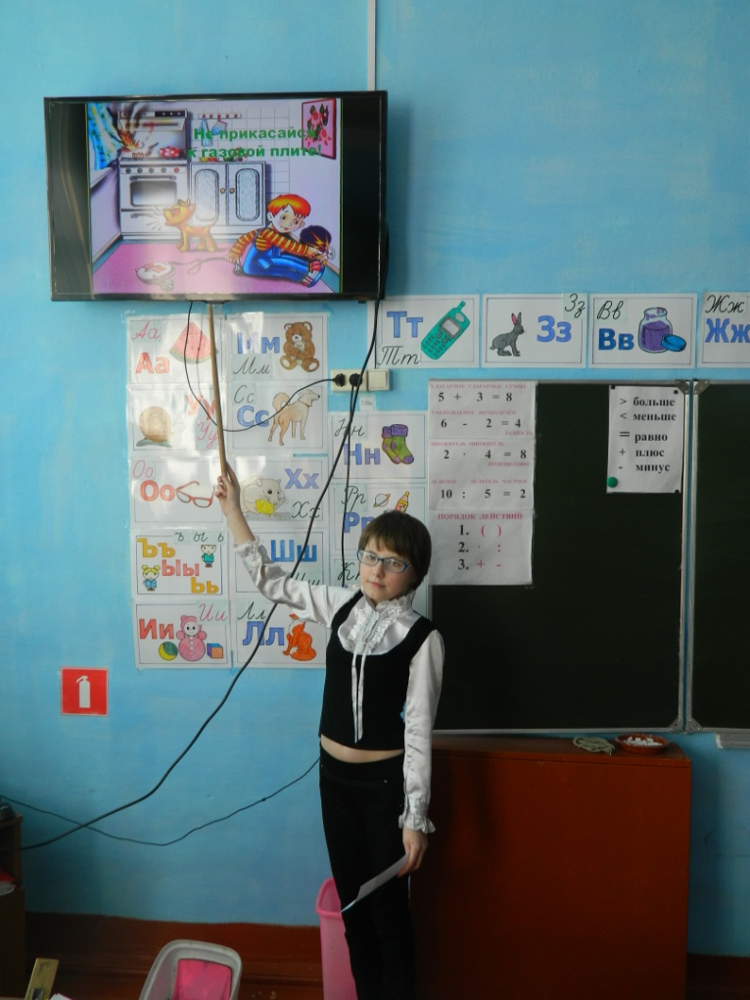 Не прикасайся
к газовой плите!
Аа
Аа
Мм
Мм
Тт
Тт
Зз
Зз
Вв
Вв
Жж
Жж
Уу
Уу
Сс
Сс
Нн
Нн
Оо
Оо
Хх
Хх
Рр
Рр
ъ ы ь
Ъъ
Ыы
Ьь
Шш
Ии
Ии
Лл
Лл
СЛАГАЕМОЕ СЛАГАЕМОЕ СУММА
5 + 3 = 8
УМЕНЬШАЕМОЕ ВЫЧИТАЕМОЕ
6 - 2 = 4
РАЗНОСТЬ
МНОЖИТЕЛЬ МНОЖИТЕЛЬ
2 · 4 = 8
ПРОИЗВЕДЕНИЕ
ДЕЛИМОЕ ДЕЛИТЕЛЬ ЧАСТНОЕ
10 : 5 = 2
ПОРЯДОК ДЕЙСТВИЙ
1. ( )
2. · :
3. + -
> больше
< меньше
= равно
+ плюс
- минус